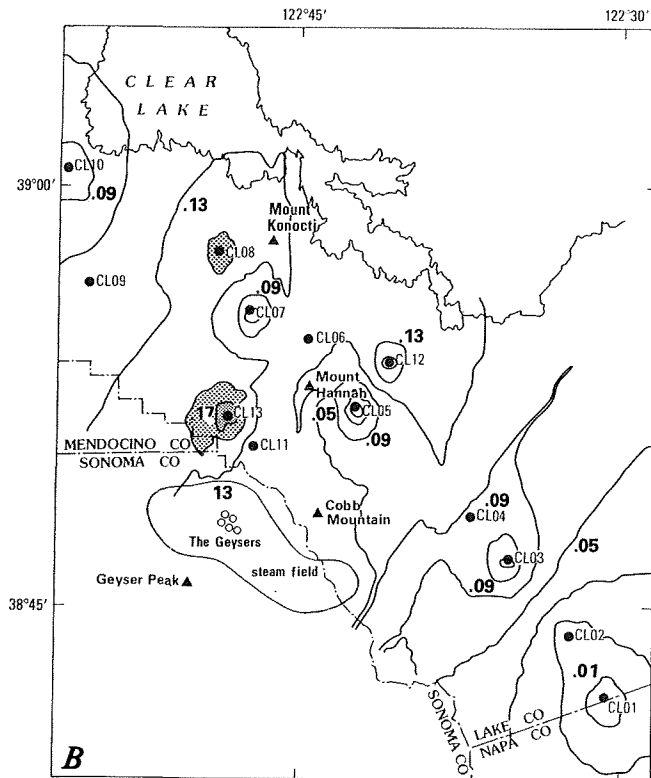 122°45′
122°30′
CLEAR
LAKE
CL10
39°00′
.09
.13
Mount
Konocti
CL08
CL09
.09
CL07
CL06
.13
CL12
Mount
Hannah
17
CL13
.05
CL05
.09
CL11
MENDOCINO CO
SONOMA CO
13
.09
Cobb
Mountain
CL04
The Geysers
.05
CL03
steam field
Geyser Peak
.09
38°45′
CL02
.01
CL01
SONOMA CO
LAKE CO
NAPA CO
B